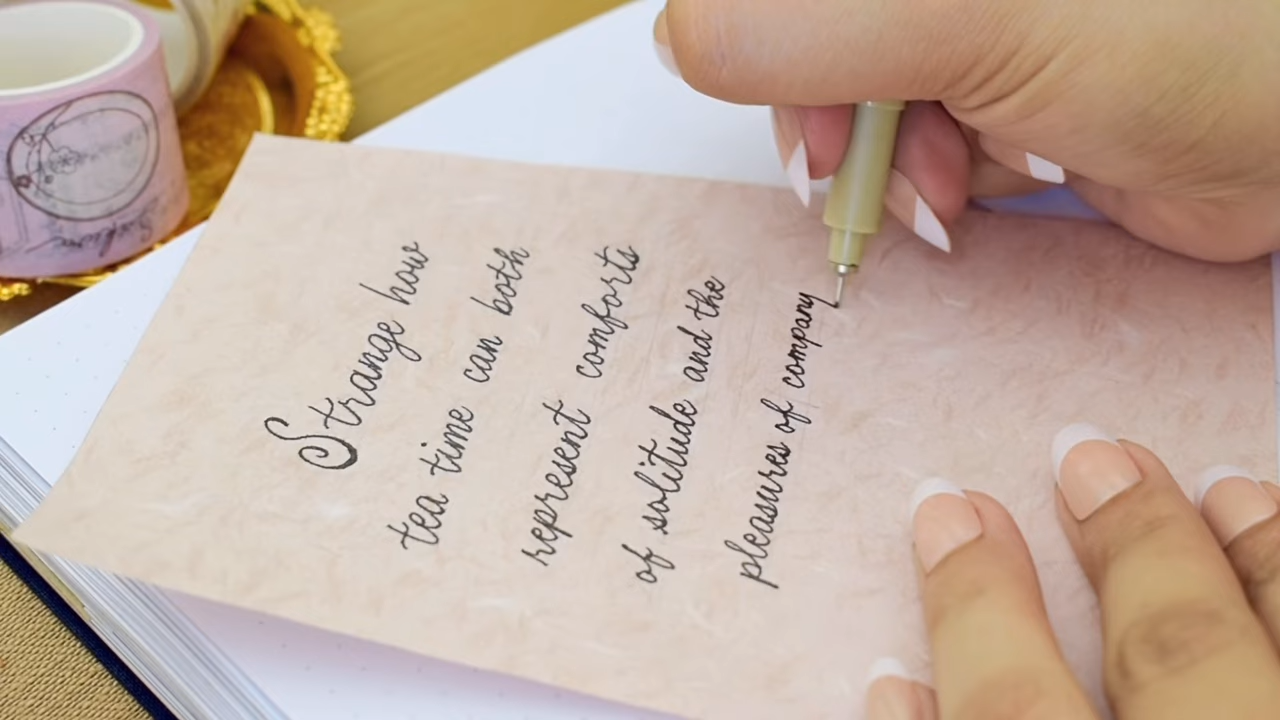 Strange how
tea time can both
represent comforts
of solitude and the
pleasures of company